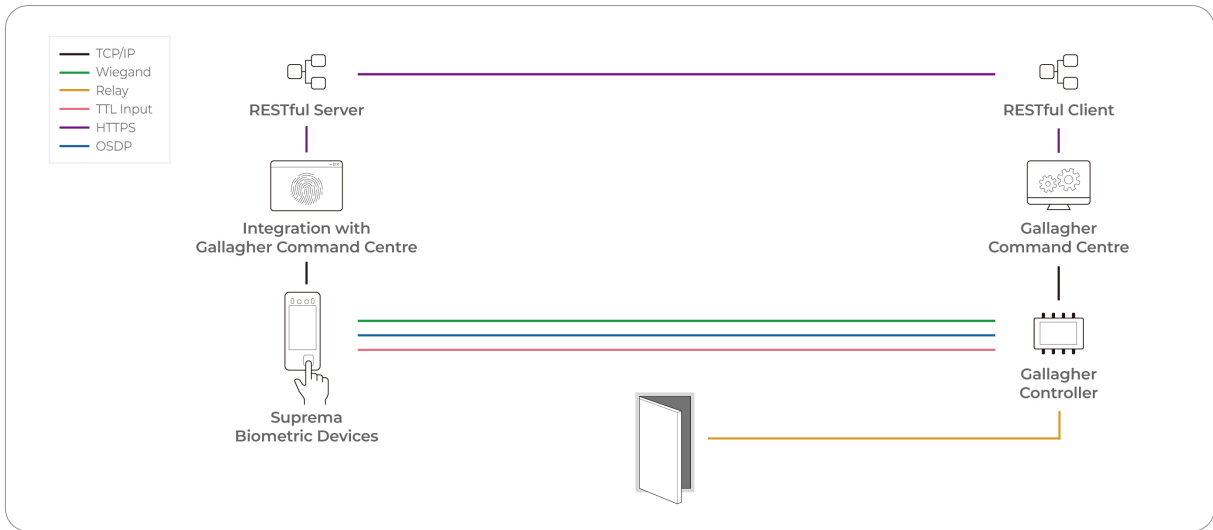 TCP/IP
Wiegand
Relay
TTL Input
HTTPS
OSDP
RESTful Server
RESTful Client
Integration with
Gallagher Command Centre
Gallagher
Command Centre
Suprema
Biometric Devices
Gallagher
Controller